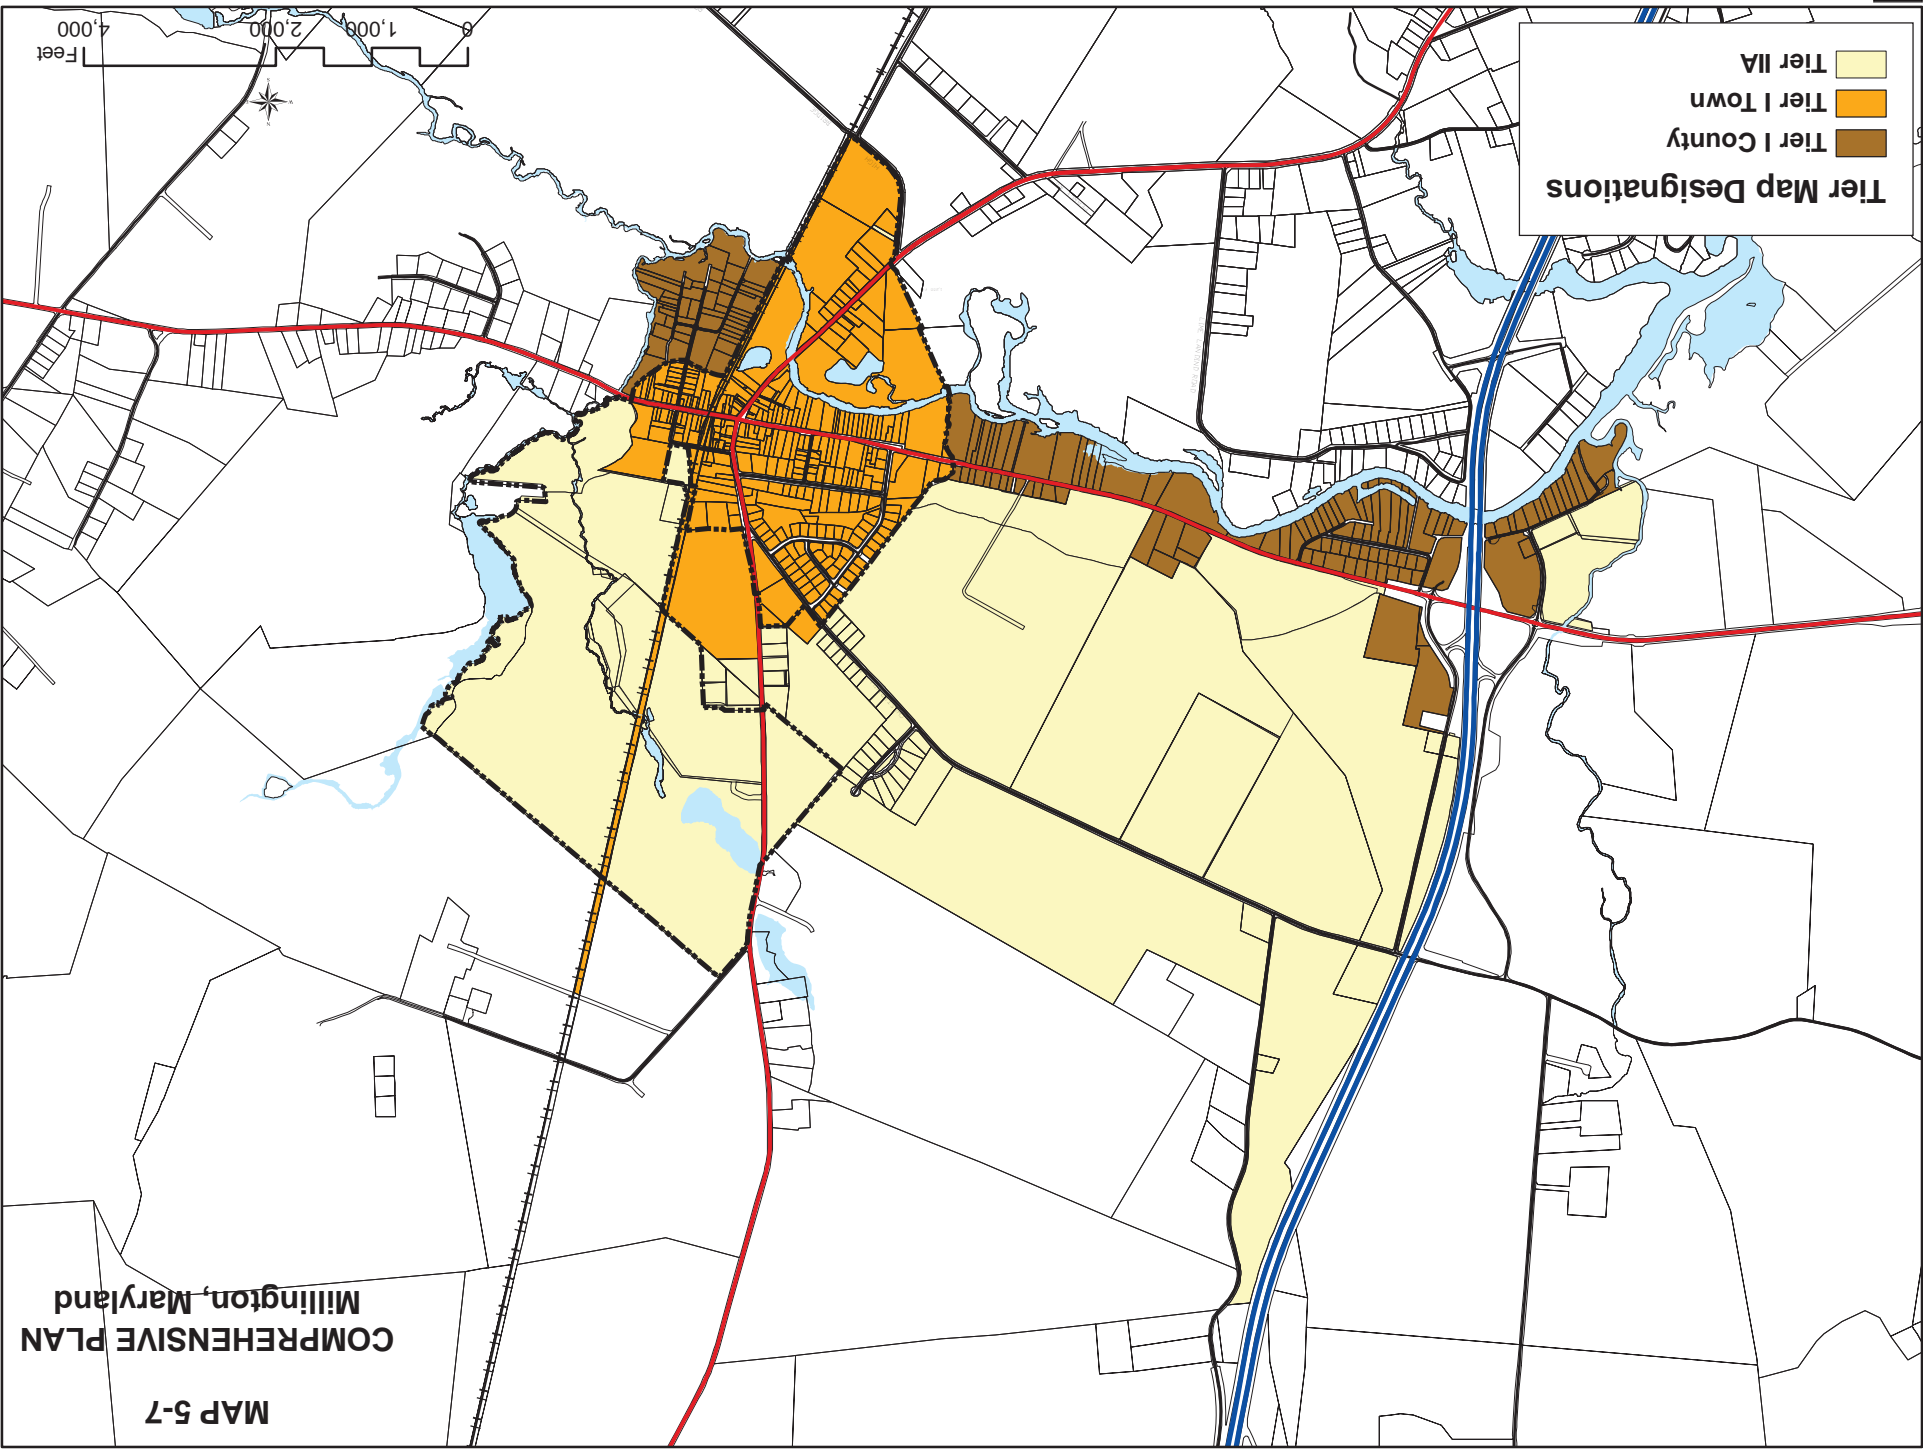 MAP 5-7
COMPREHENSIVE PLAN
Millington, Maryland
Tier Map Designations
Tier I County
Tier I Town
Tier IIA
0 1,000 2,000 4,000
Feet